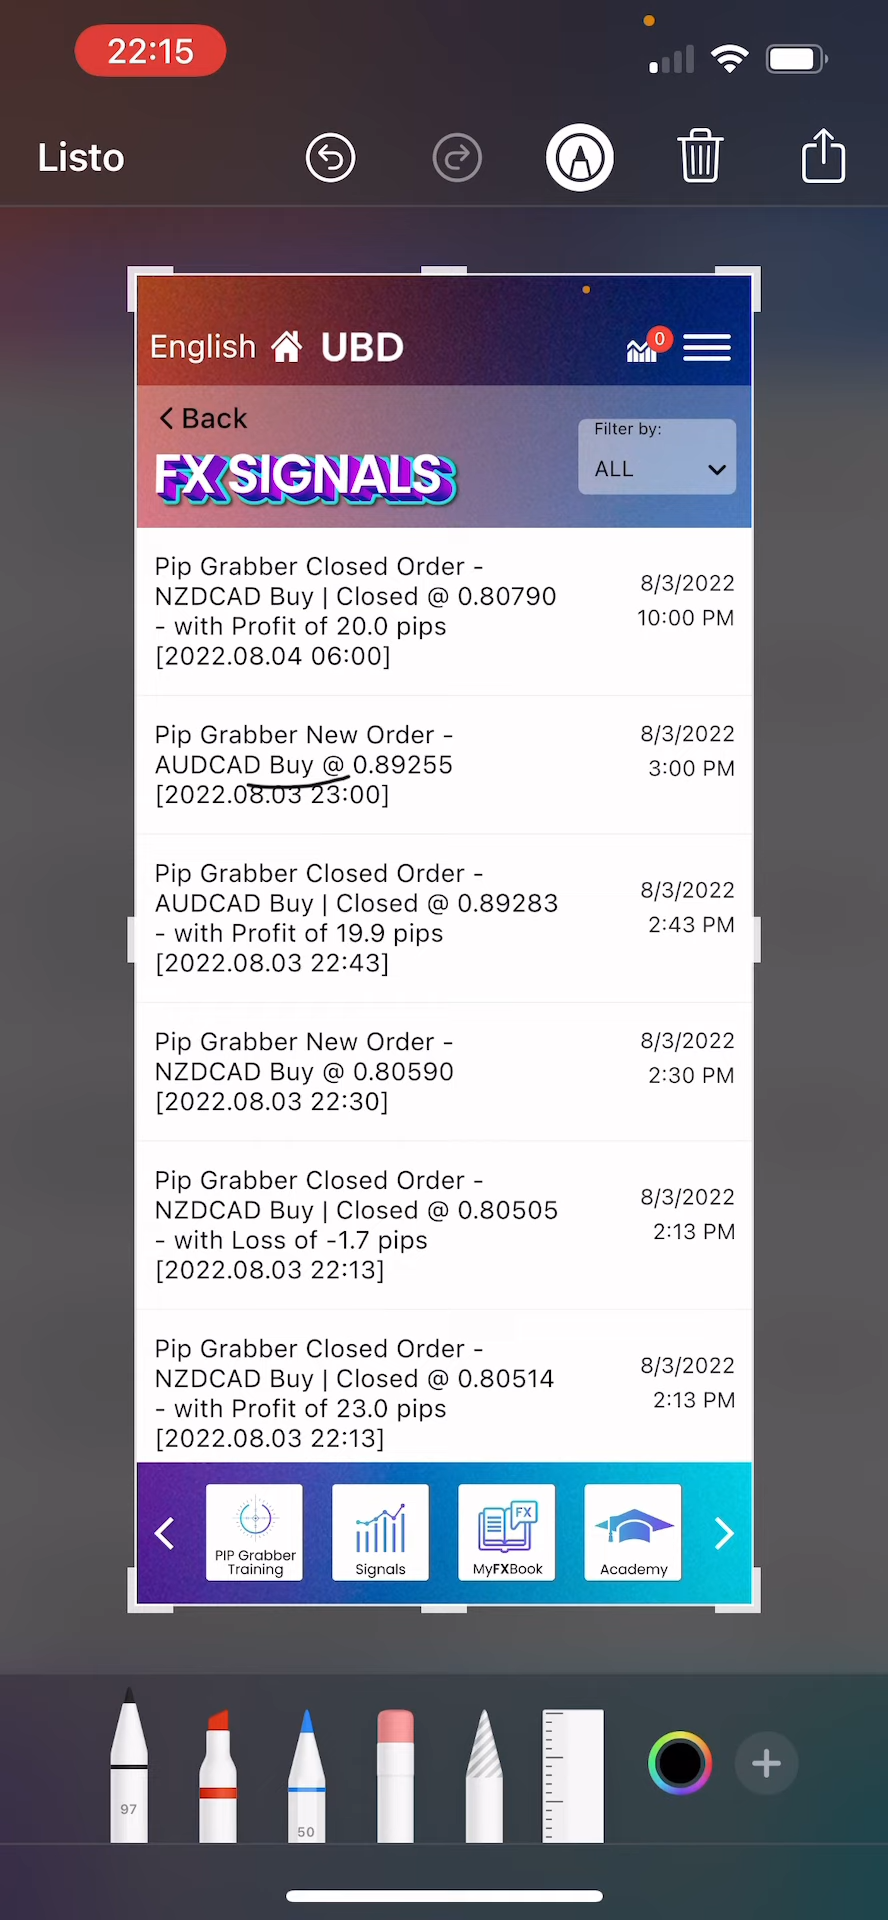 22:15
Listo
English UBD 0
Back
Filter by:
FX SIGNALS
ALL
Pip Grabber Closed Order -
NZDCAD Buy | Closed @ 0.80790
- with Profit of 20.0 pips
[2022.08.04 06:00]
8/3/2022
10:00 PM
Pip Grabber New Order -
AUDCAD Buy @ 0.89255
[2022.08.03 23:00]
8/3/2022
3:00 PM
Pip Grabber Closed Order -
AUDCAD Buy | Closed @ 0.89283
- with Profit of 19.9 pips
[2022.08.03 22:43]
8/3/2022
2:43 PM
Pip Grabber New Order -
NZDCAD Buy @ 0.80590
[2022.08.03 22:30]
8/3/2022
2:30 PM
Pip Grabber Closed Order -
NZDCAD Buy | Closed @ 0.80505
- with Loss of -1.7 pips
[2022.08.03 22:13]
8/3/2022
2:13 PM
Pip Grabber Closed Order -
NZDCAD Buy | Closed @ 0.80514
- with Profit of 23.0 pips
[2022.08.03 22:13]
8/3/2022
2:13 PM
PIP Grabber
Training
Signals
FX
MyFXBook
Academy
97
50